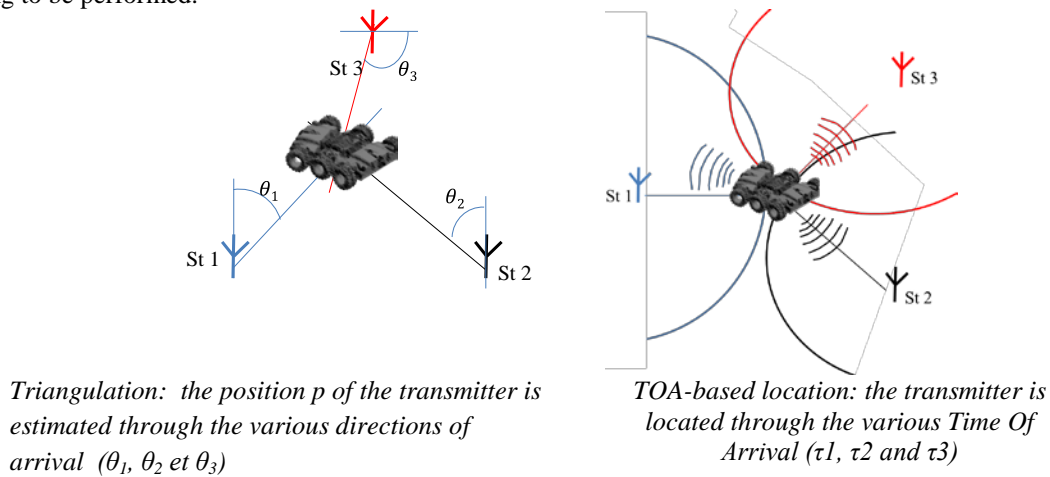 to be performed.
St 3
θ₃
θ₁
θ₂
St 1
St 2
St 3
St 1
St 2
Triangulation: the position p of the transmitter is
estimated through the various directions of
arrival (θ₁, θ₂ et θ₃)
TOA-based location: the transmitter is
located through the various Time Of
Arrival (τ1, τ2 and τ3)